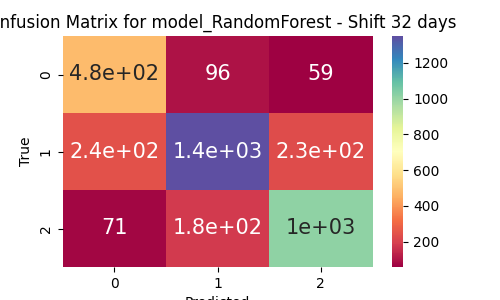 nfusion Matrix for model_RandomForest - Shift 32 days
0 4.8e+02 96 59
1 2.4e+02 1.4e+03 2.3e+02
2 71 1.8e+02 1e+03
0 1 2
True
1200
1000
800
600
400
200